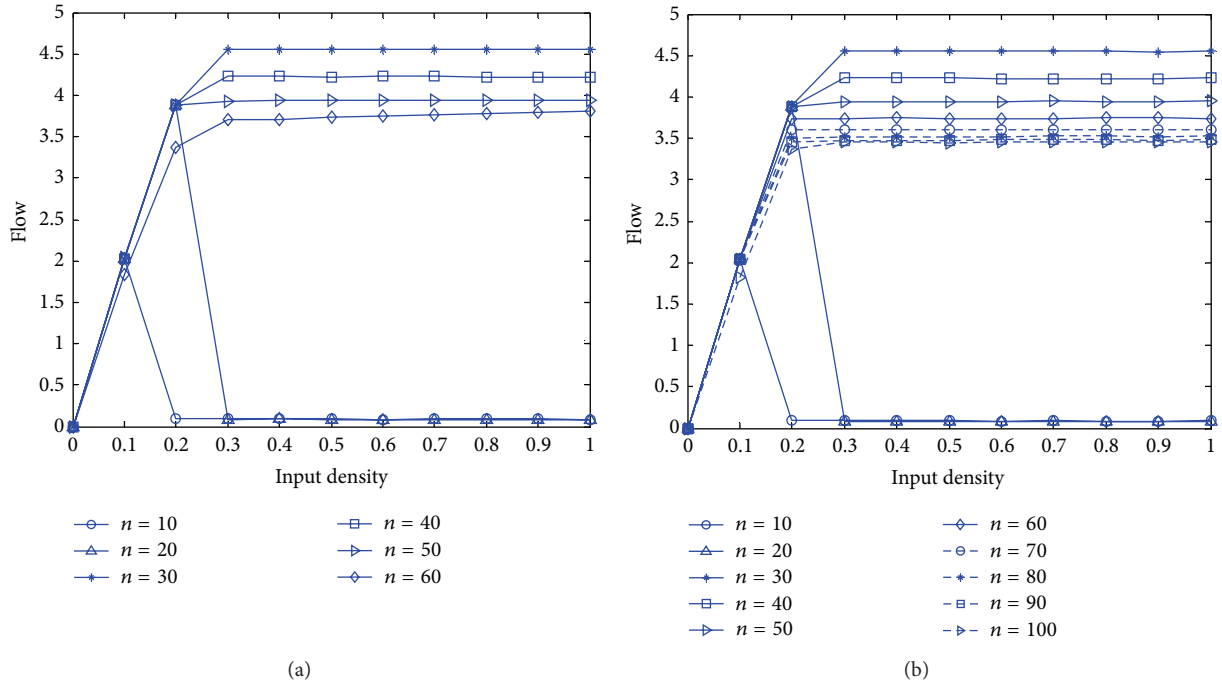 5
4.5
4
3.5
3
2.5
2
1.5
1
0.5
0
Flow
0 0.1 0.2 0.3 0.4 0.5 0.6 0.7 0.8 0.9 1
Input density
n = 10
n = 20
n = 30
n = 40
n = 50
n = 60
(a)
5
4.5
4
3.5
3
2.5
2
1.5
1
0.5
0
Flow
0 0.1 0.2 0.3 0.4 0.5 0.6 0.7 0.8 0.9 1
Input density
n = 10
n = 20
n = 30
n = 40
n = 50
n = 60
n = 70
n = 80
n = 90
n = 100
(b)